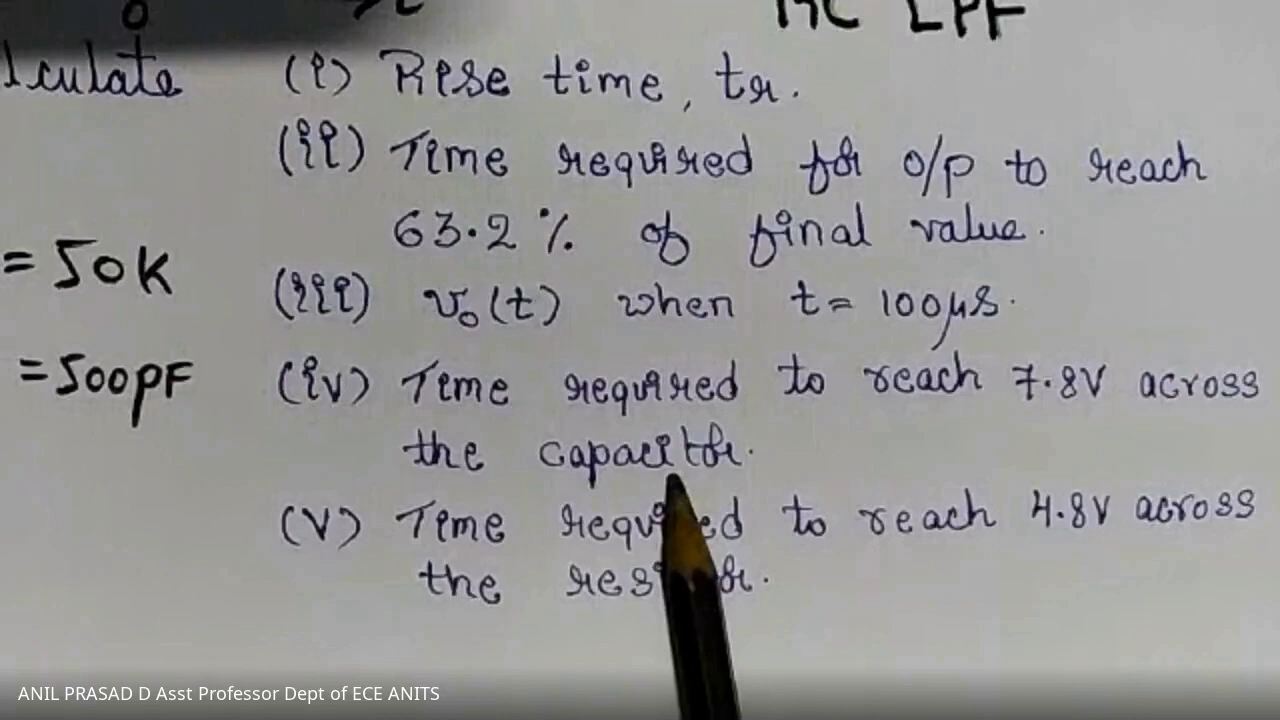 RC LPF
lculate (i) Rise time, tr.
(ii) Time required for o/p to reach
63.2 % of final value.
= 50K
(iii) vo(t) when t = 100μs.
= 500pF (iv) Time required to reach 7.8V across
the capacitor.
(v) Time required to reach 4.8V across
the resistor.
ANIL PRASAD D Asst Professor Dept of ECE ANITS